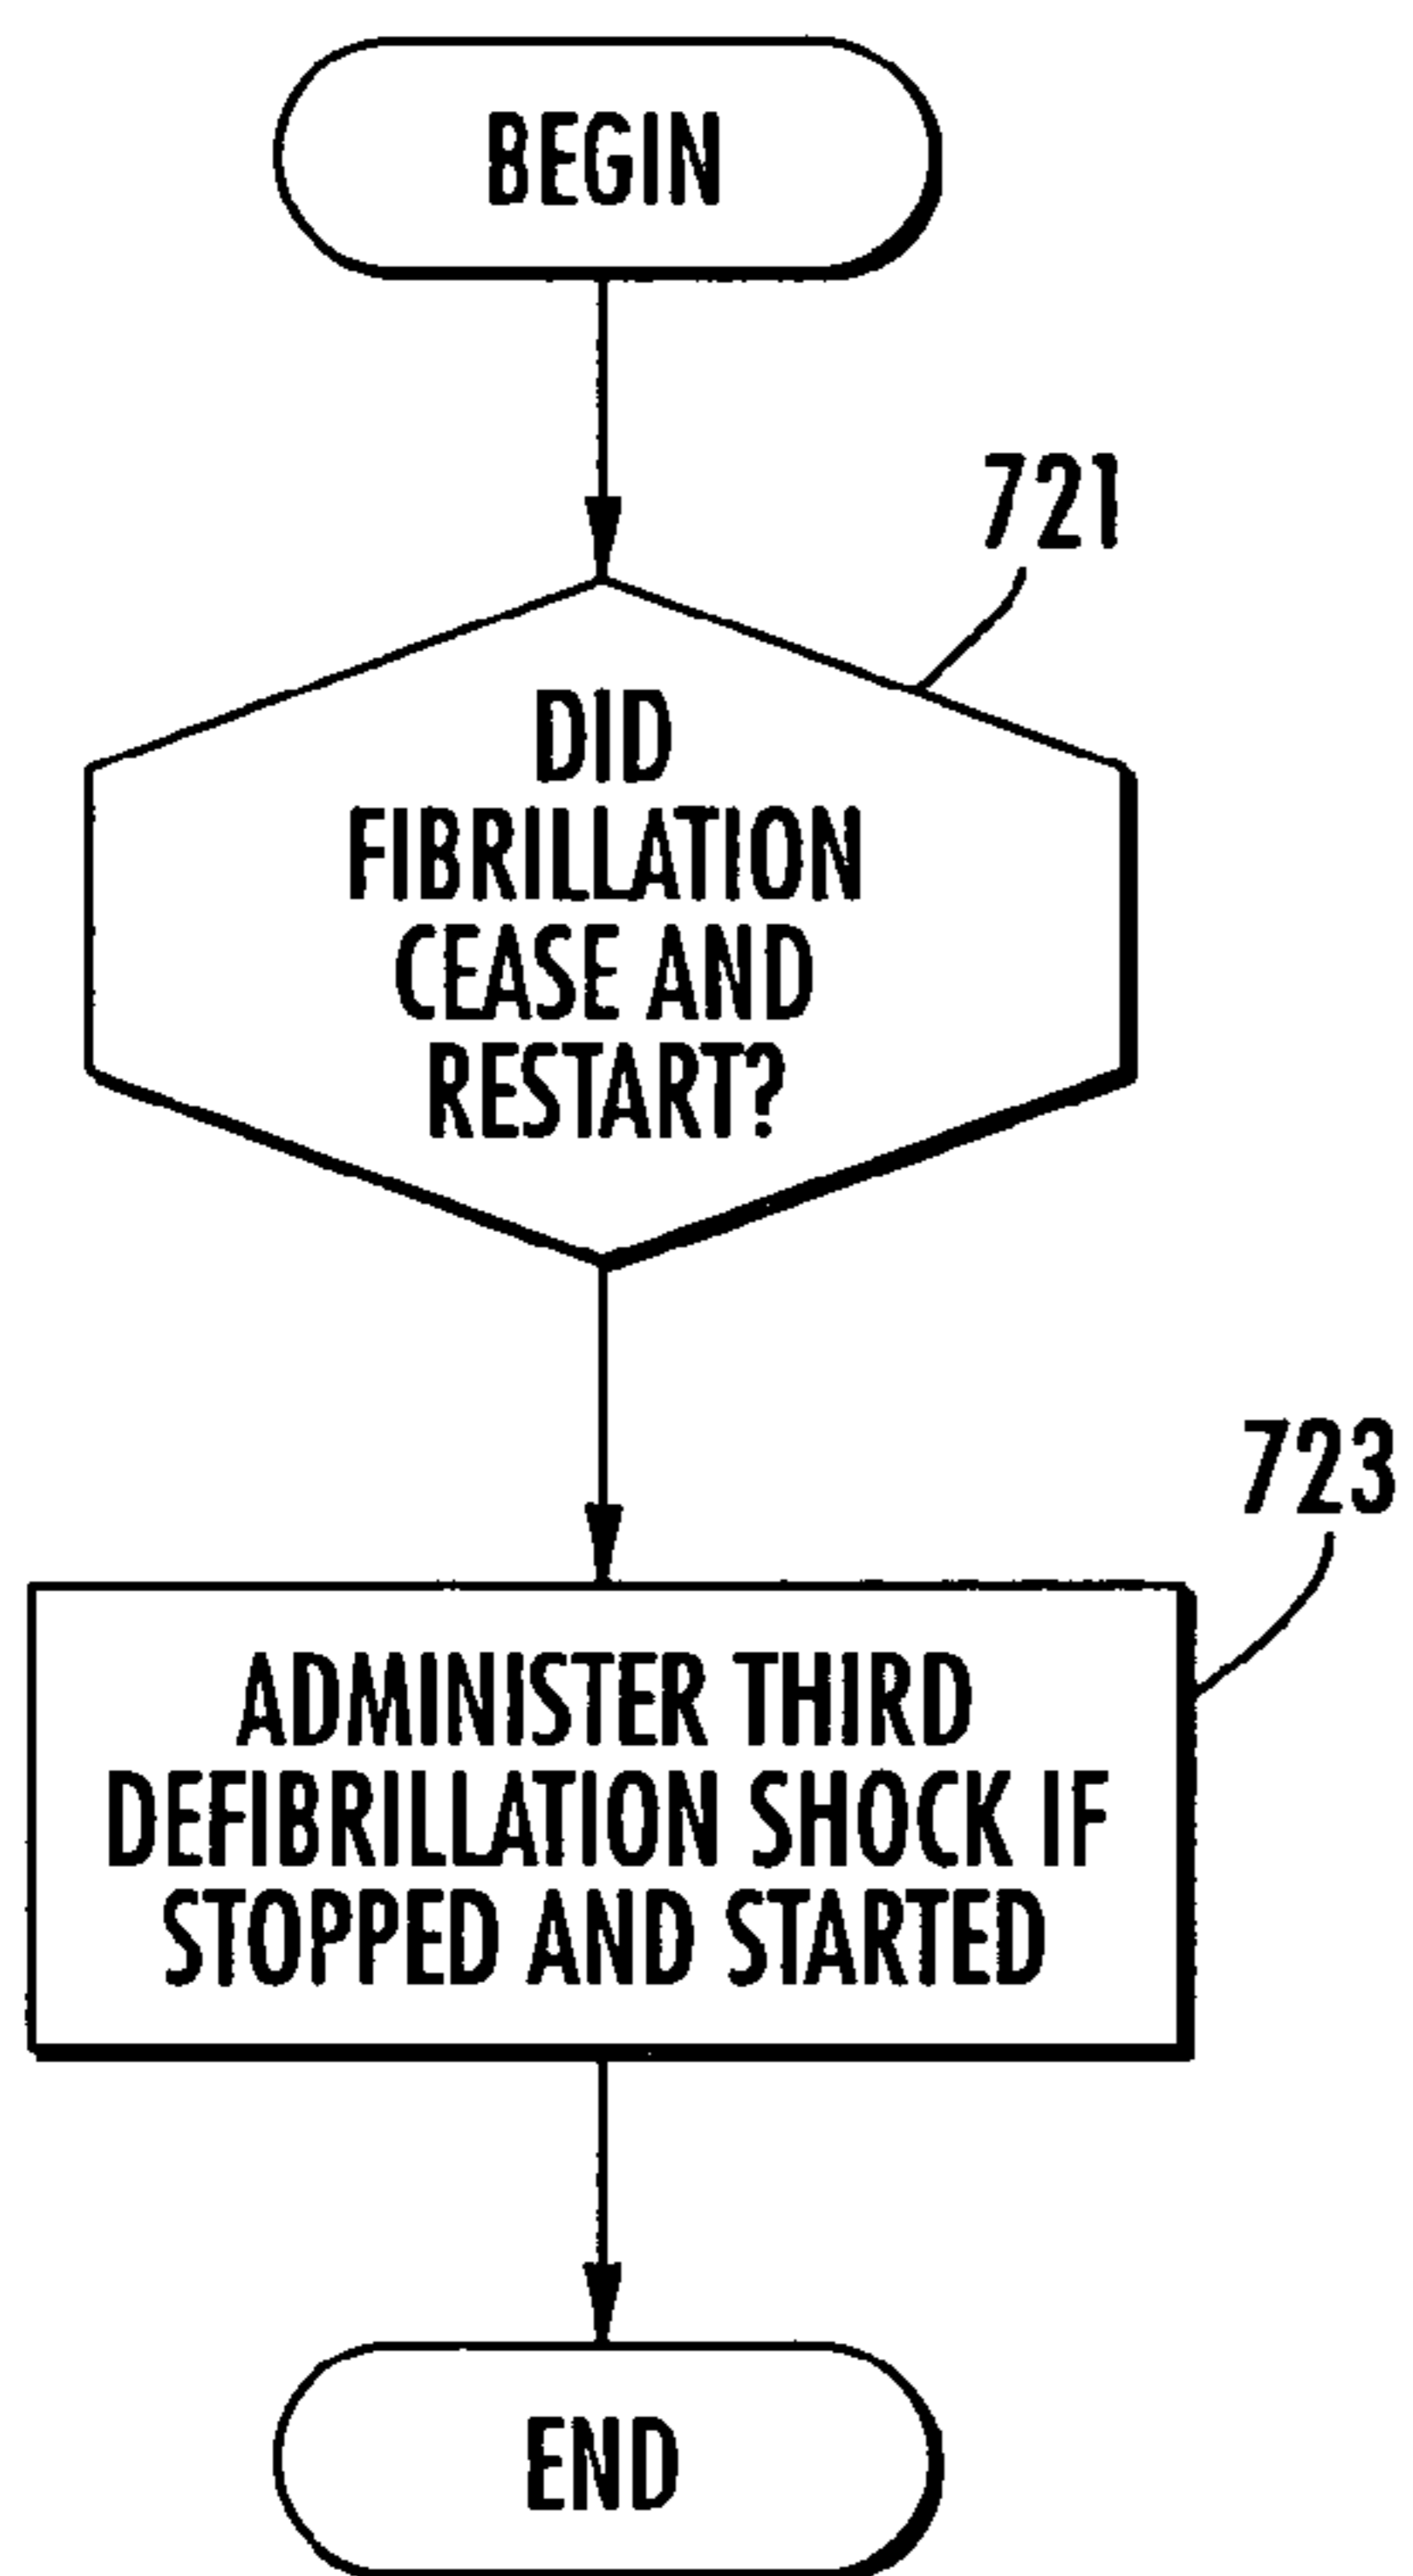 BEGIN
721
DID
FIBRILLATION
CEASE AND
RESTART?
723
ADMINISTER THIRD
DEFIBRILLATION SHOCK IF
STOPPED AND STARTED
END